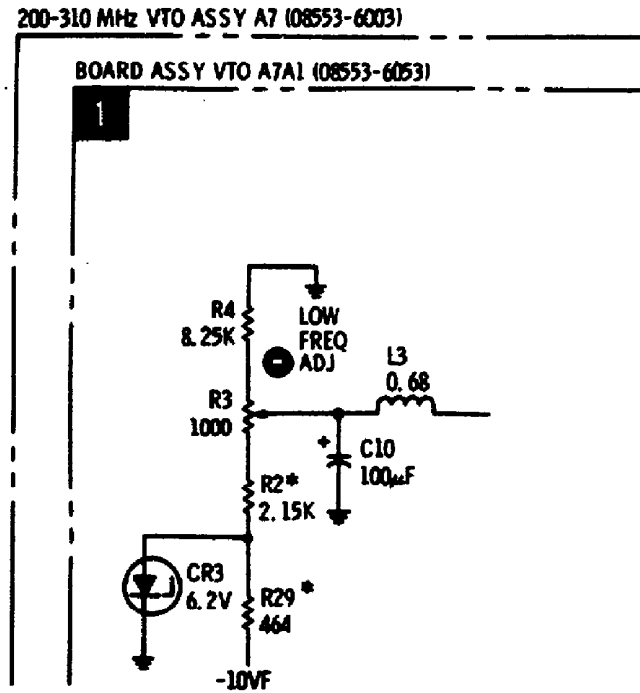 200-310 MHz VTO ASSY A7 (08553-6003)
BOARD ASSY VTO A7A1 (08553-6053)
1
R4
8.25K
LOW
FREQ
ADJ
L3
0.68
R3
1000
+
C10
100µF
R2*
2.15K
CR3
6.2V
R29*
464
-10VF